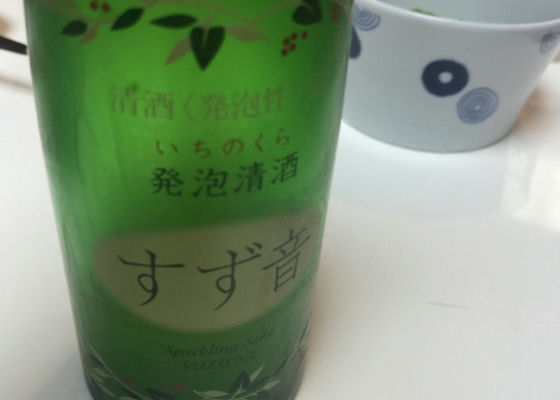 清酒〈発泡性
いちのくら
発泡清酒
すず音
Sparkling Sake
SUZUNE